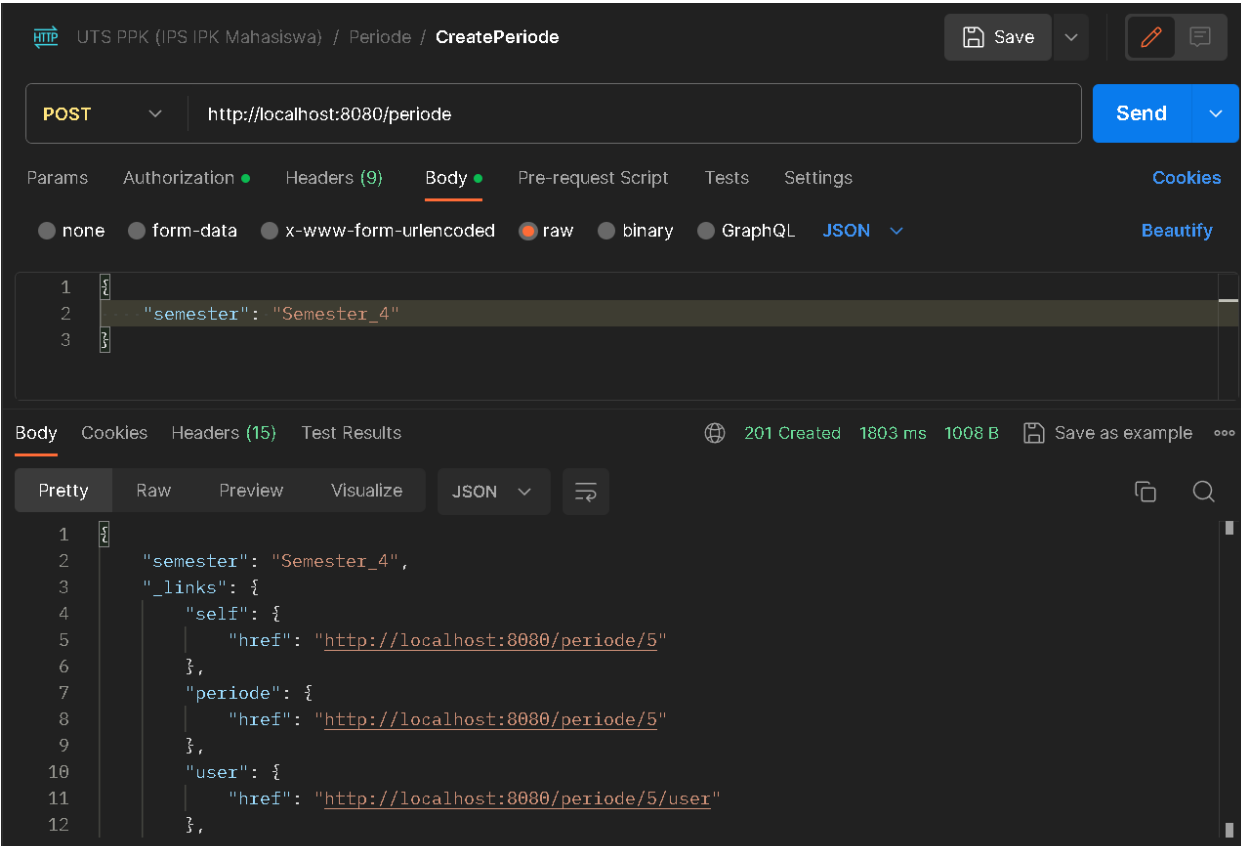 HTTP UTS PPK (IPS IPK Mahasiswa) / Periode / CreatePeriode Save
POST http://localhost:8080/periode Send
Params Authorization Headers (9) Body Pre-request Script Tests Settings Cookies
none form-data x-www-form-urlencoded raw binary GraphQL JSON Beautify
1 {
2 "semester": "Semester_4"
3 }
Body Cookies Headers (15) Test Results 201 Created 1803 ms 1008 B Save as example
Pretty Raw Preview Visualize JSON
1 {
2 "semester": "Semester_4",
3 "_links": {
4 "self": {
5 "href": "http://localhost:8080/periode/5"
6 },
7 "periode": {
8 "href": "http://localhost:8080/periode/5"
9 },
10 "user": {
11 "href": "http://localhost:8080/periode/5/user"
12 },